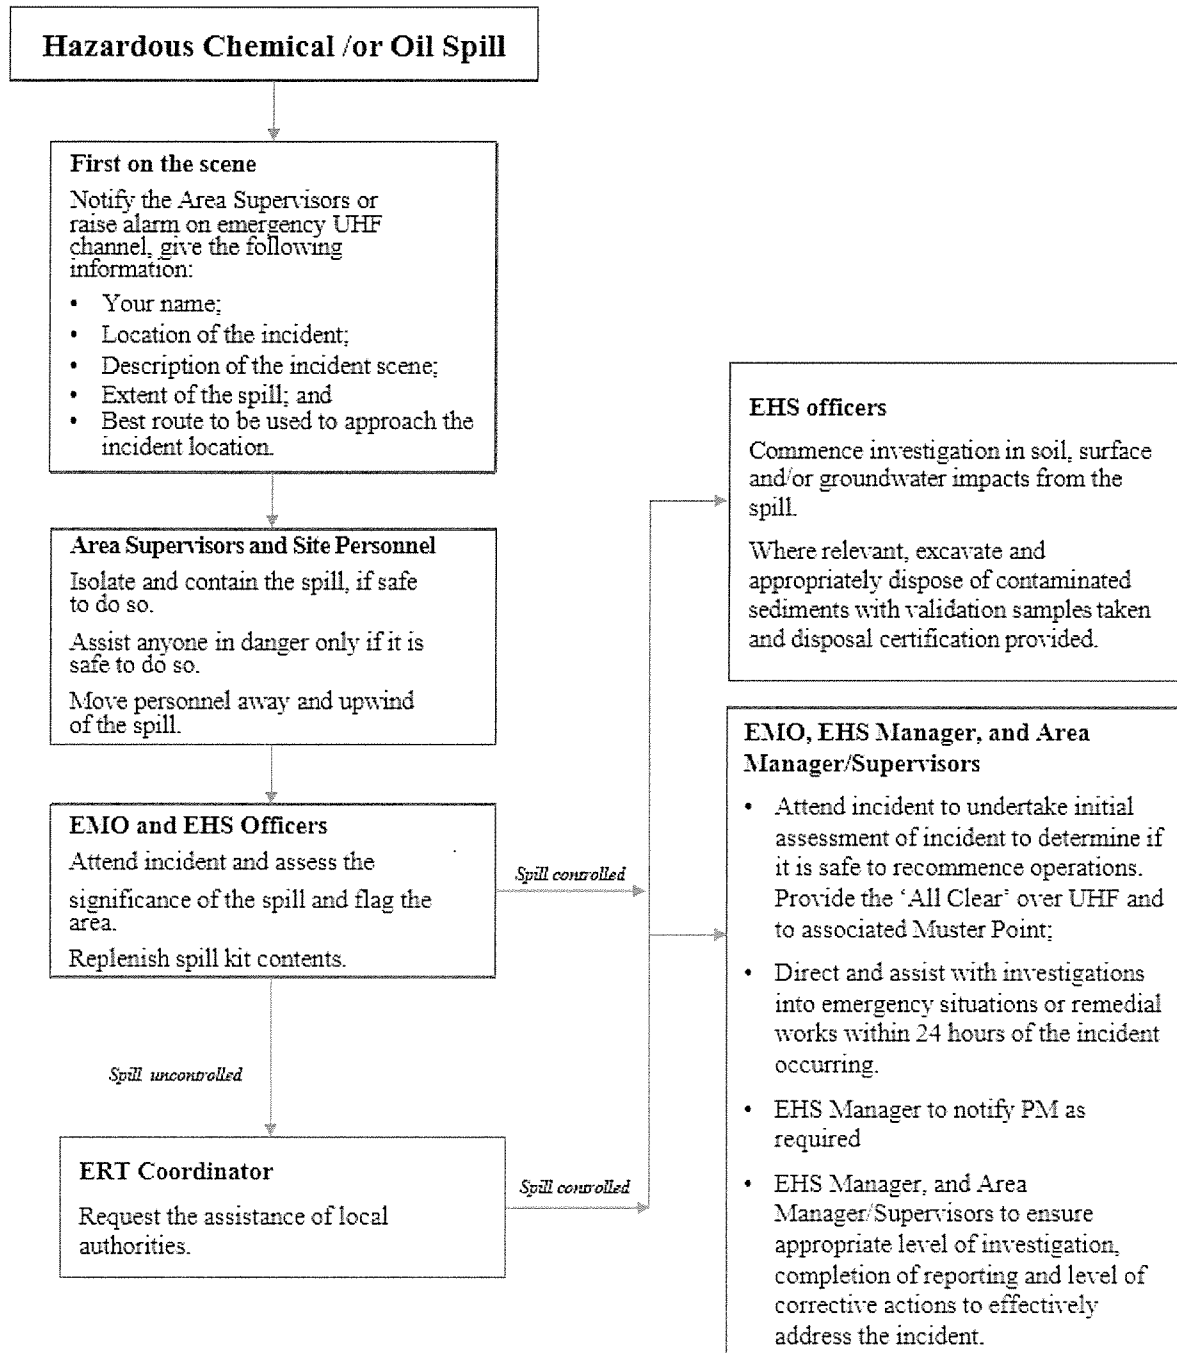 Hazardous Chemical /or Oil Spill
First on the scene
Notify the Area Supervisors or
raise alarm on emergency UHF
channel, give the following
information:
• Your name;
• Location of the incident;
• Description of the incident scene;
• Extent of the spill; and
• Best route to be used to approach the
incident location.
Area Supervisors and Site Personnel
Isolate and contain the spill, if safe
to do so.
Assist anyone in danger only if it is
safe to do so.
Move personnel away and upwind
of the spill.
EMO and EHS Officers
Attend incident and assess the
significance of the spill and flag the
area.
Replenish spill kit contents.
Spill controlled
Spill uncontrolled
ERT Coordinator
Request the assistance of local
authorities.
Spill controlled
EHS officers
Commence investigation in soil, surface
and/or groundwater impacts from the
spill.
Where relevant, excavate and
appropriately dispose of contaminated
sediments with validation samples taken
and disposal certification provided.
EMO, EHS Manager, and Area
Manager/Supervisors
• Attend incident to undertake initial
assessment of incident to determine if
it is safe to recommence operations.
Provide the ‘All Clear’ over UHF and
to associated Muster Point;
• Direct and assist with investigations
into emergency situations or remedial
works within 24 hours of the incident
occurring.
• EHS Manager to notify PM as
required
• EHS Manager, and Area
Manager/Supervisors to ensure
appropriate level of investigation,
completion of reporting and level of
corrective actions to effectively
address the incident.